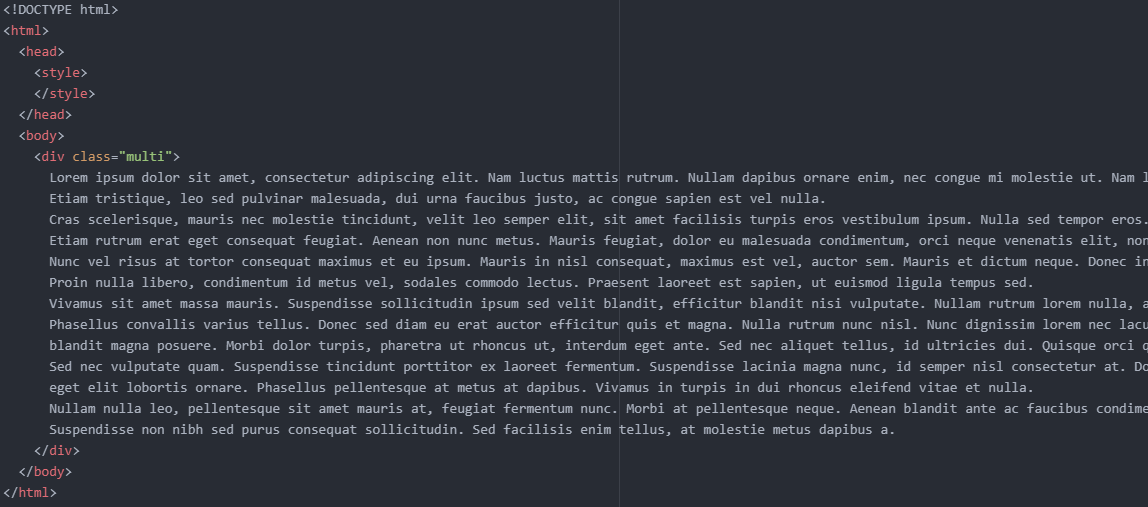 <!DOCTYPE html>
<html>
<head>
<style>
</style>
</head>
<body>
<div class="multi">
Lorem ipsum dolor sit amet, consectetur adipiscing elit. Nam luctus mattis rutrum. Nullam dapibus ornare enim, nec congue mi molestie ut. Nam l
Etiam tristique, leo sed pulvinar malesuada, dui urna faucibus justo, ac congue sapien est vel nulla.
Cras scelerisque, mauris nec molestie tincidunt, velit leo semper elit, sit amet facilisis turpis eros vestibulum ipsum. Nulla sed tempor eros.
Etiam rutrum erat eget consequat feugiat. Aenean non nunc metus. Mauris feugiat, dolor eu malesuada condimentum, orci neque venenatis elit, non
Nunc vel risus at tortor consequat maximus et eu ipsum. Mauris in nisl consequat, maximus est vel, auctor sem. Mauris et dictum neque. Donec in
Proin nulla libero, condimentum id metus vel, sodales commodo lectus. Praesent laoreet est sapien, ut euismod ligula tempus sed.
Vivamus sit amet massa mauris. Suspendisse sollicitudin ipsum sed velit blandit, efficitur blandit nisi vulputate. Nullam rutrum lorem nulla, a
Phasellus convallis varius tellus. Donec sed diam eu erat auctor efficitur quis et magna. Nulla rutrum nunc nisl. Nunc dignissim lorem nec lacu
blandit magna posuere. Morbi dolor turpis, pharetra ut rhoncus ut, interdum eget ante. Sed nec aliquet tellus, id ultricies dui. Quisque orci q
Sed nec vulputate quam. Suspendisse tincidunt porttitor ex laoreet fermentum. Suspendisse lacinia magna nunc, id semper nisl consectetur at. Do
eget elit lobortis ornare. Phasellus pellentesque at metus at dapibus. Vivamus in turpis in dui rhoncus eleifend vitae et nulla.
Nullam nulla leo, pellentesque sit amet mauris at, feugiat fermentum nunc. Morbi at pellentesque neque. Aenean blandit ante ac faucibus condime
Suspendisse non nibh sed purus consequat sollicitudin. Sed facilisis enim tellus, at molestie metus dapibus a.
</div>
</body>
</html>